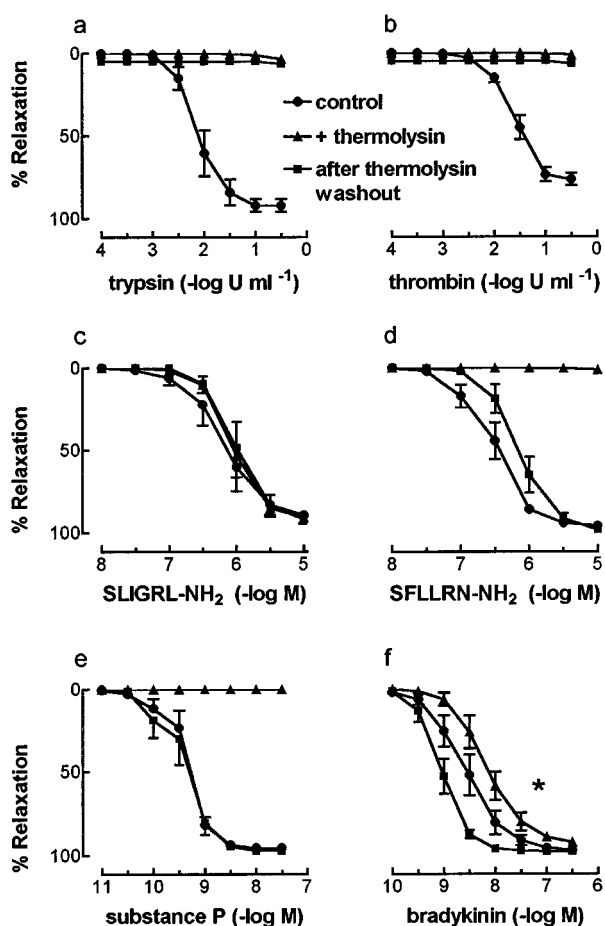 a
b
% Relaxation
0
50
100
4 3 2 1 0
trypsin (-log U ml -1)
control
+ thermolysin
after thermolysin
washout
0
50
100
4 3 2 1 0
thrombin (-log U ml -1)
c
d
% Relaxation
0
50
100
8 7 6 5
SLIGRL-NH2 (-log M)
0
50
100
8 7 6 5
SFLLRN-NH2 (-log M)
e
f
% Relaxation
0
50
100
11 10 9 8 7
substance P (-log M)
0
50
100
*
10 9 8 7 6
bradykinin (-log M)